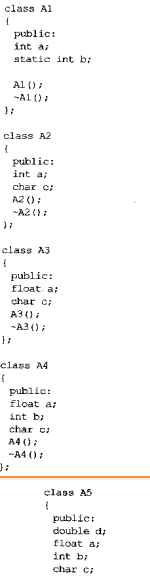 class A1
{
public:
int a;
static int b;
A1();
~A1();
};
class A2
{
public:
int a;
char c;
A2();
~A2();
};
class A3
{
public:
float a;
char c;
A3();
~A3();
};
class A4
{
public:
float a;
int b;
char c;
A4();
~A4();
};
class A5
{
public:
double d;
float a;
int b;
char c;